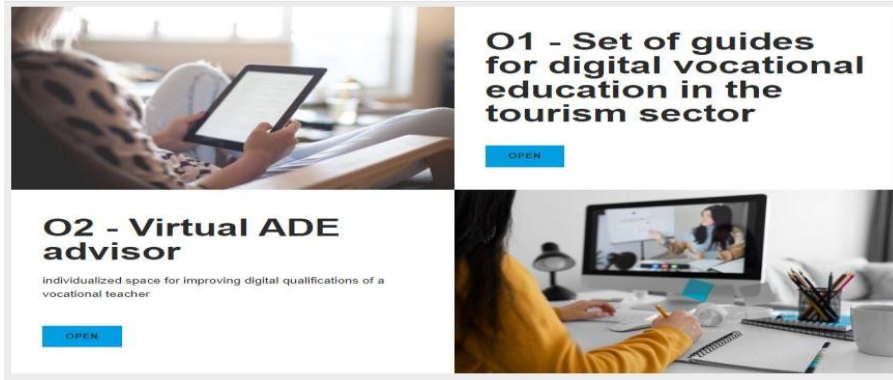 O1 - Set of guides
for digital vocational
education in the
tourism sector
OPEN
O2 - Virtual ADE
advisor
individualized space for improving digital qualifications of a
vocational teacher
OPEN